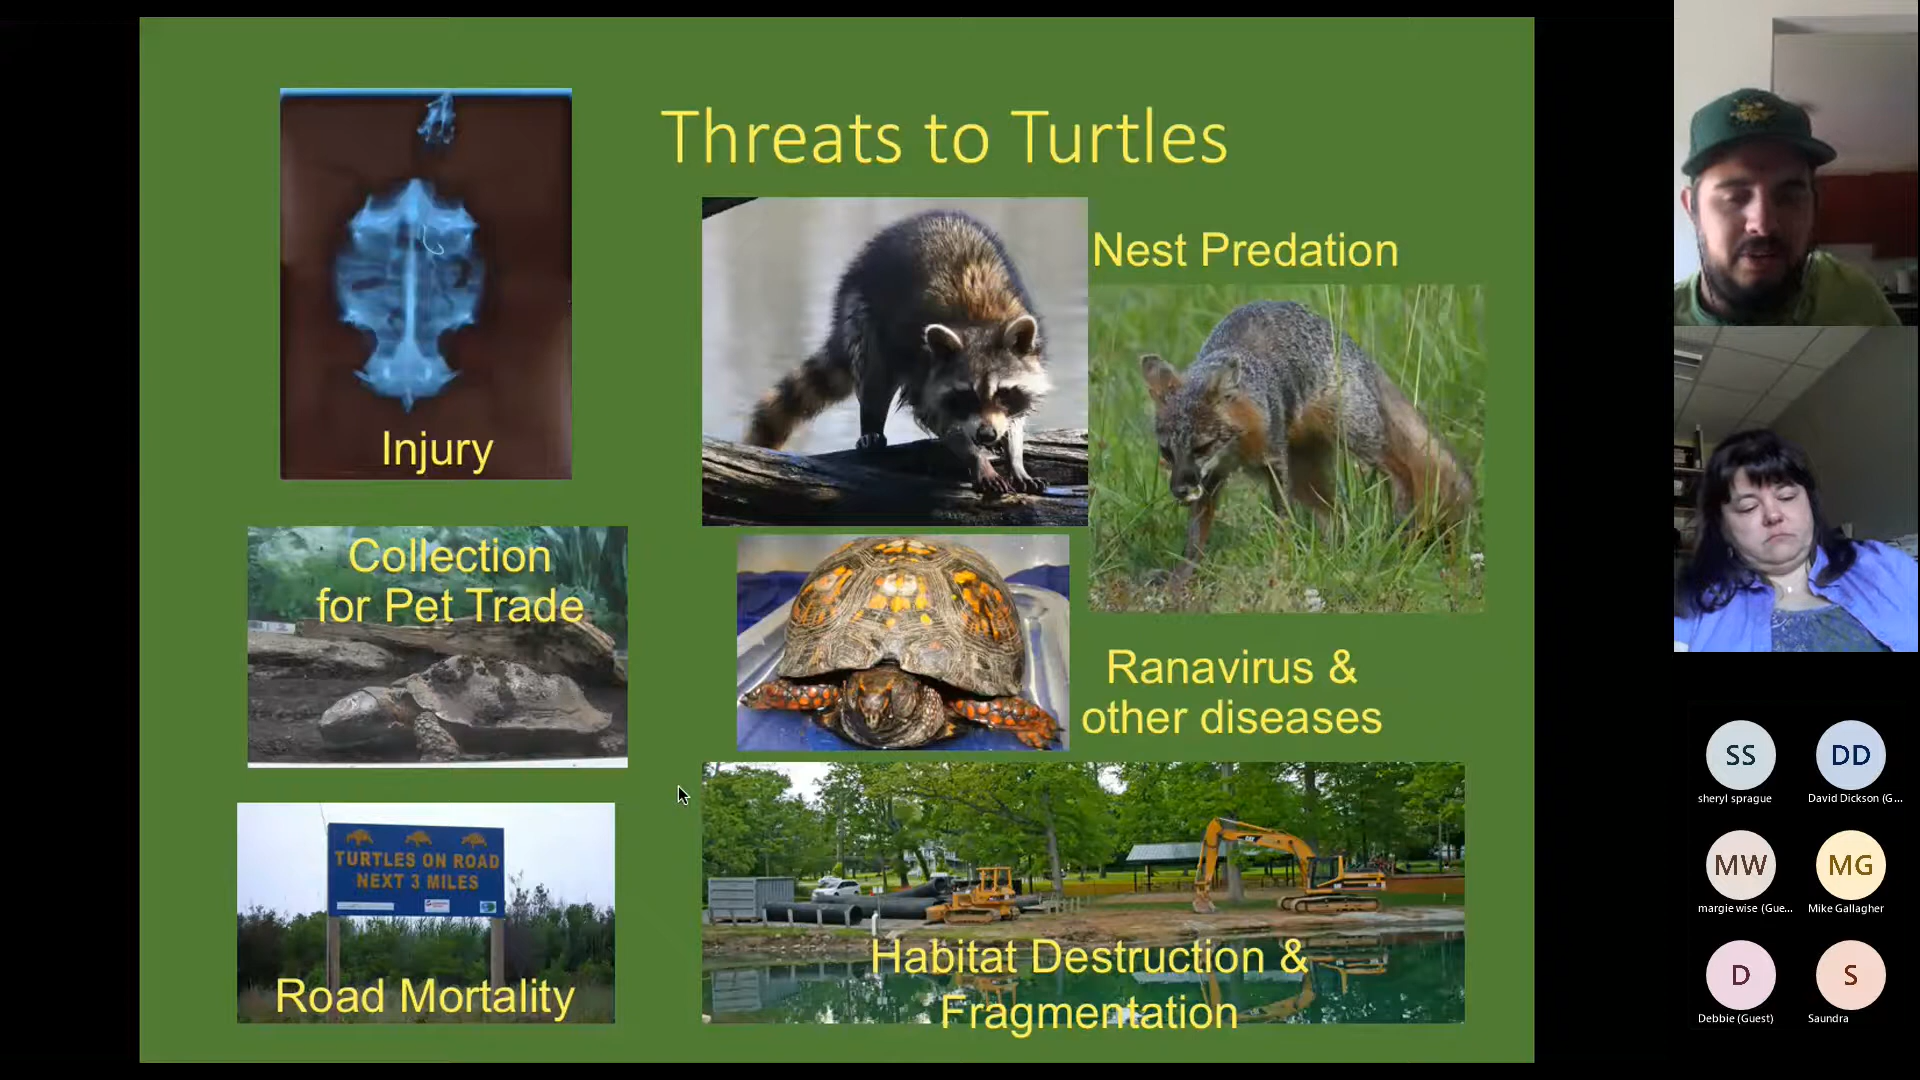 Threats to Turtles
Injury
Nest Predation
Collection
for Pet Trade
Ranavirus &
other diseases
TURTLES ON ROAD
NEXT 3 MILES
Road Mortality
Habitat Destruction &
Fragmentation
SS
DD
sheryl sprague
David Dickson (G...
MW
MG
margie wise (Gue...
Mike Gallagher
D
S
Debbie (Guest)
Saundra